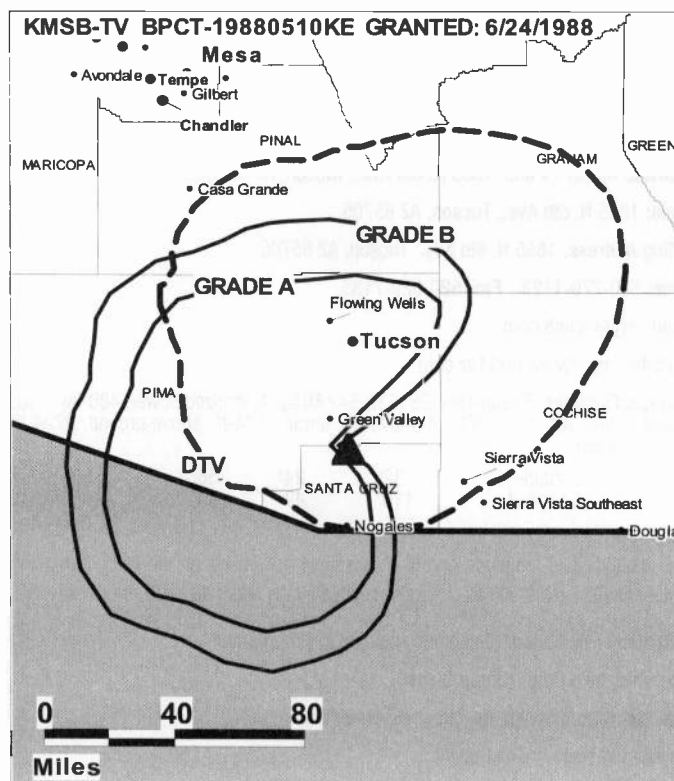 KMSB-TV BPCT-19880510KE GRANTED: 6/24/1988
Mesa
Avondale
Tempe
Gilbert
Chandler
PINAL
MARICOPA
GRAHAM
GREEN
Casa Grande
GRADE B
GRADE A
Flowing Wells
Tucson
PIMA
Green Valley
COCHISE
DTV
Sierra Vista
SANTA CRUZ
Sierra Vista Southeast
Nogales
Dougla
0 40 80
Miles